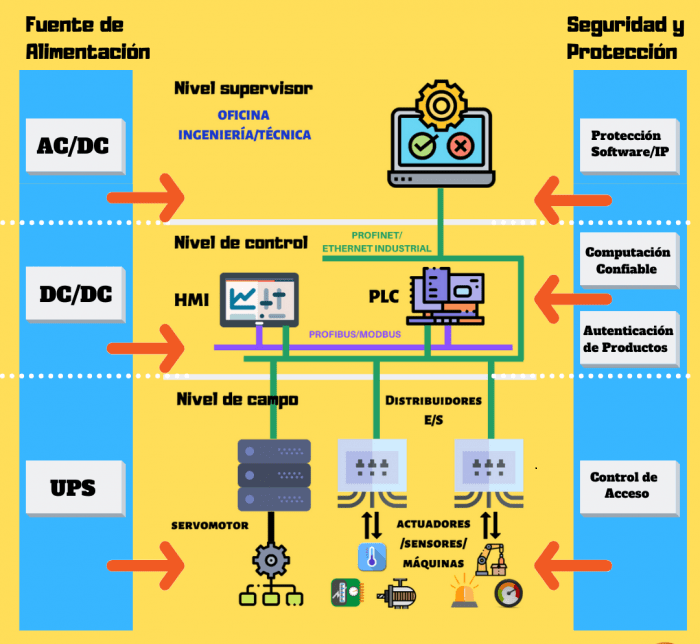 Fuente de
Alimentación
Seguridad y
Protección
Nivel supervisor
OFICINA
INGENIERÍA/TÉCNICA
AC/DC
Protección
Software/IP
Nivel de control
PROFINET/
ETHERNET INDUSTRIAL
Computación
Confiable
DC/DC
HMI
PLC
PROFIBUS/MODBUS
Autenticación
de Productos
Nivel de campo
DISTRIBUIDORES
E/S
UPS
Control de
Acceso
SERVOMOTOR
ACTUADORES
/SENSORES/
MÁQUINAS